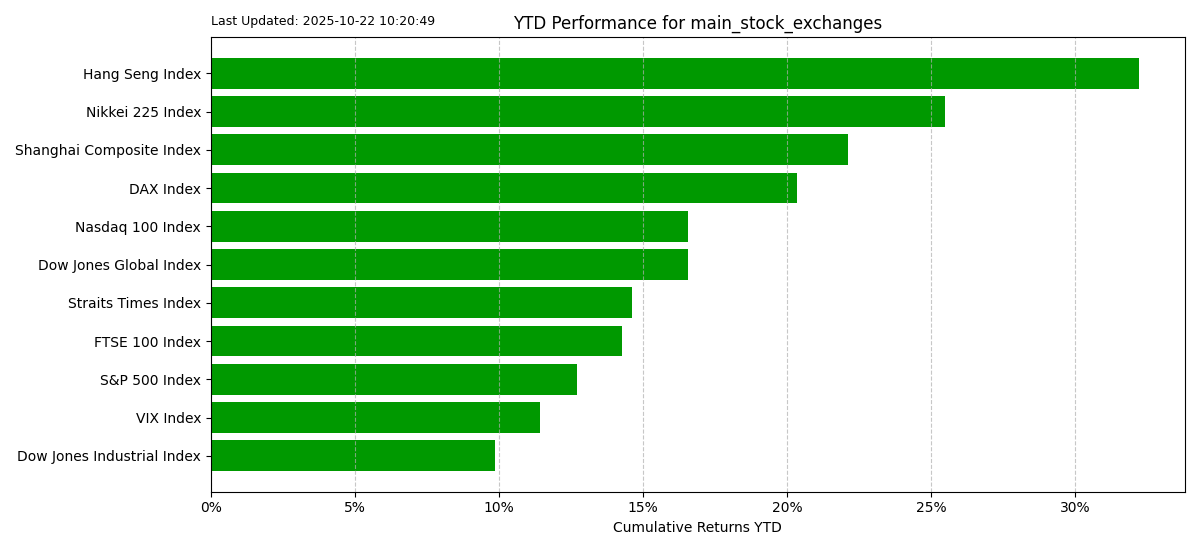 Last Updated: 2025-10-22 10:20:49
YTD Performance for main_stock_exchanges
Hang Seng Index
Nikkei 225 Index
Shanghai Composite Index
DAX Index
Nasdaq 100 Index
Dow Jones Global Index
Straits Times Index
FTSE 100 Index
S&P 500 Index
VIX Index
Dow Jones Industrial Index
0% 5% 10% 15% 20% 25% 30%
Cumulative Returns YTD